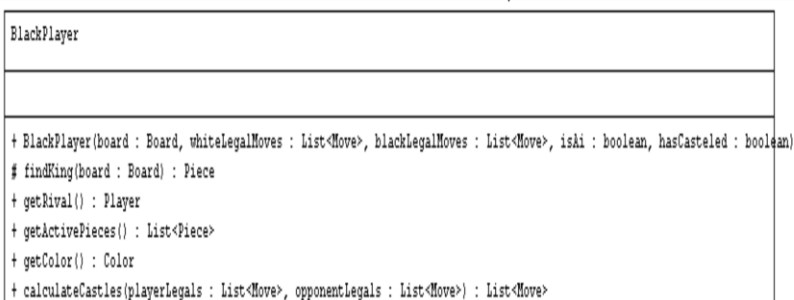 BlackPlayer
+ BlackPlayer(board : Board, whiteLegalMoves : List<Move>, blackLegalMoves : List<Move>, isAi : boolean, hasCasteled : boolean)
# findKing(board : Board) : Piece
+ getRival() : Player
+ getActivePieces() : List<Piece>
+ getColor() : Color
+ calculateCastles(playerLegals : List<Move>, opponentLegals : List<Move>) : List<Move>